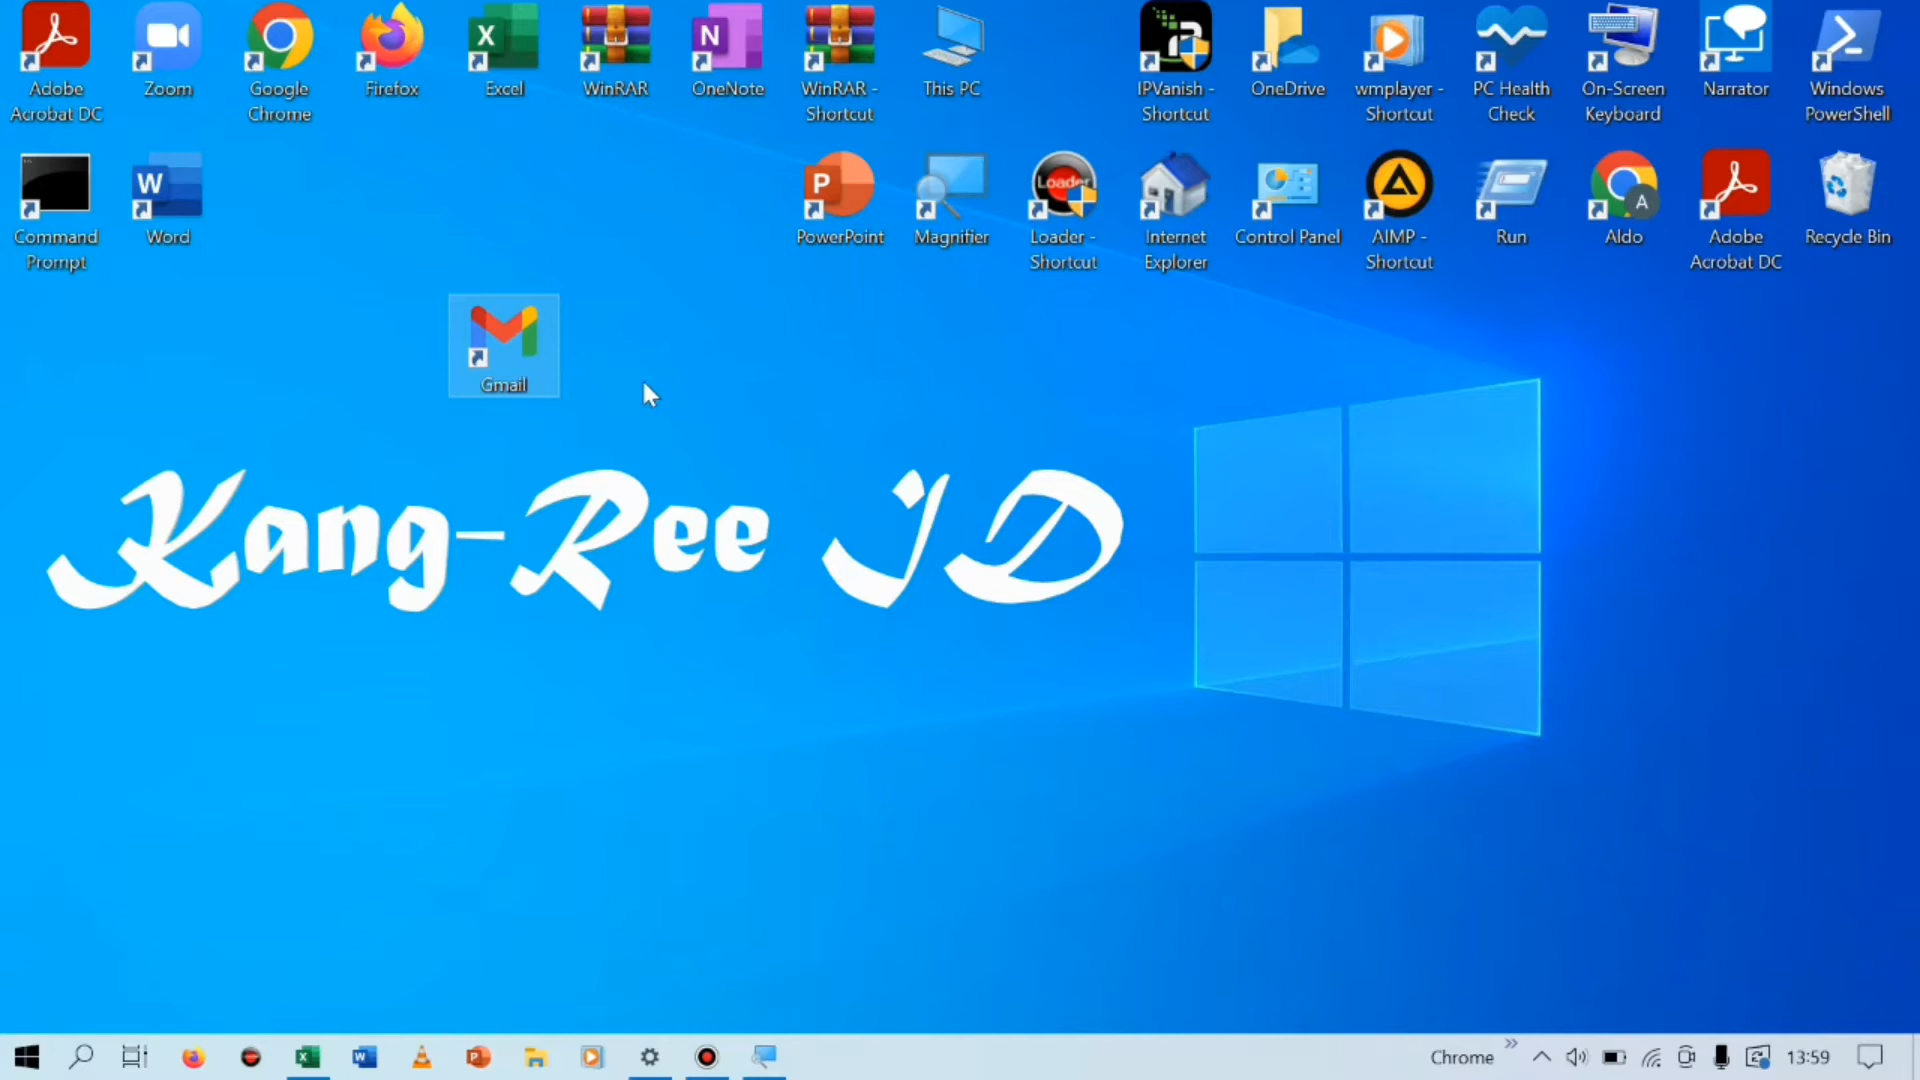 Adobe Acrobat DC
Zoom
Google Chrome
Firefox
Excel
WinRAR
OneNote
WinRAR - Shortcut
This PC
IPVanish - Shortcut
OneDrive
wmplayer - Shortcut
PC Health Check
On-Screen Keyboard
Narrator
Windows PowerShell
Command Prompt
Word
PowerPoint
Magnifier
Loader
Loader - Shortcut
Internet Explorer
Control Panel
AIMP - Shortcut
Run
A
Aldo
Adobe Acrobat DC
Recycle Bin
Gmail
Kang-Ree ID
Chrome
13:59